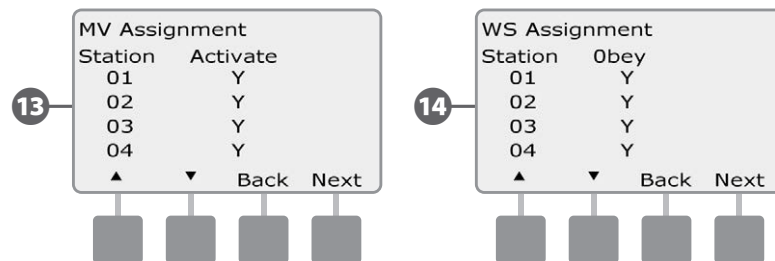 13
MV Assignment
Station Activate
01 Y
02 Y
03 Y
04 Y
▲ ▼ Back Next
14
WS Assignment
Station 0bey
01 Y
02 Y
03 Y
04 Y
▲ ▼ Back Next